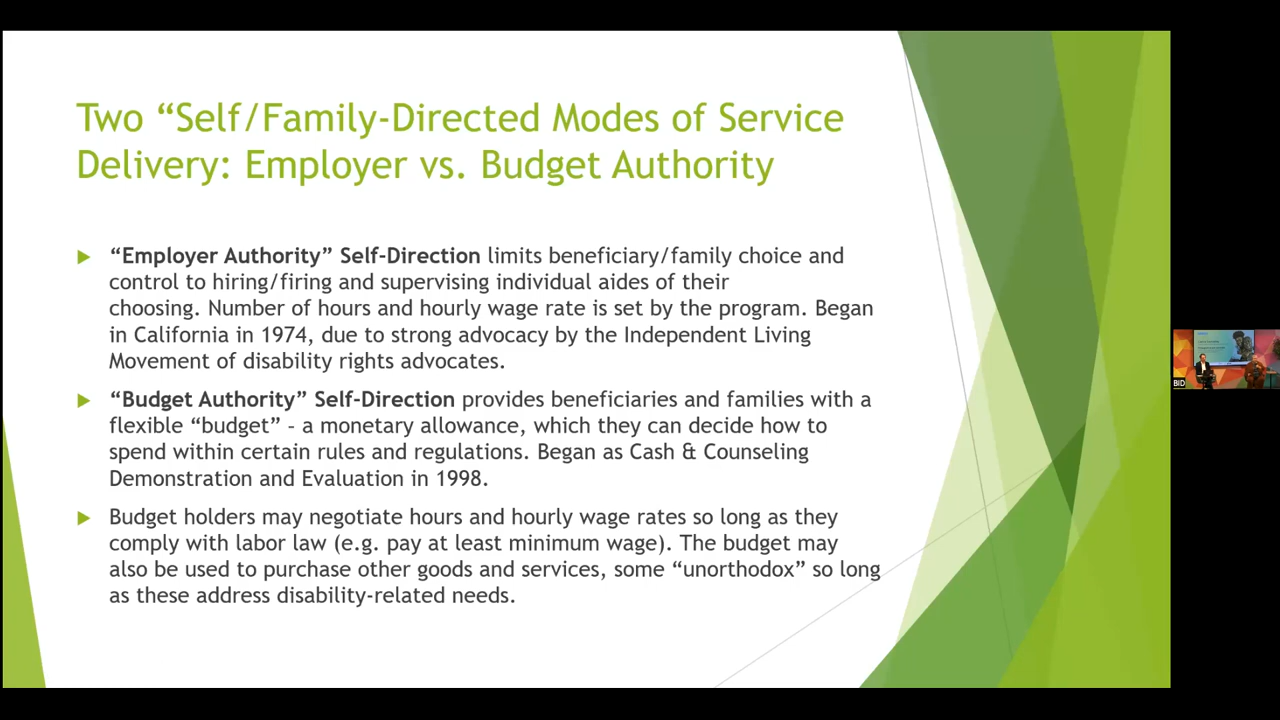 Two “Self/Family-Directed Modes of Service
Delivery: Employer vs. Budget Authority
“Employer Authority” Self-Direction limits beneficiary/family choice and
control to hiring/firing and supervising individual aides of their
choosing. Number of hours and hourly wage rate is set by the program. Began
in California in 1974, due to strong advocacy by the Independent Living
Movement of disability rights advocates.
“Budget Authority” Self-Direction provides beneficiaries and families with a
flexible “budget” – a monetary allowance, which they can decide how to
spend within certain rules and regulations. Began as Cash & Counseling
Demonstration and Evaluation in 1998.
Budget holders may negotiate hours and hourly wage rates so long as they
comply with labor law (e.g. pay at least minimum wage). The budget may
also be used to purchase other goods and services, some “unorthodox” so long
as these address disability-related needs.
BID